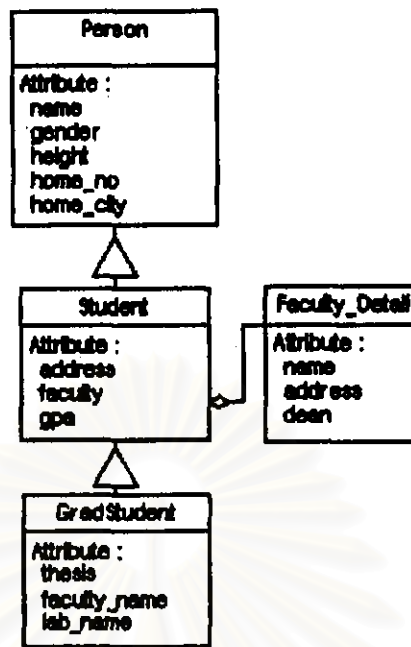 Person
Attribute :
name
gender
height
home_no
home_city
Student
Attribute :
address
faculty
gpa
Faculty_Detail
Attribute :
name
address
dean
GradStudent
Attribute :
thesis
faculty_name
lab_name